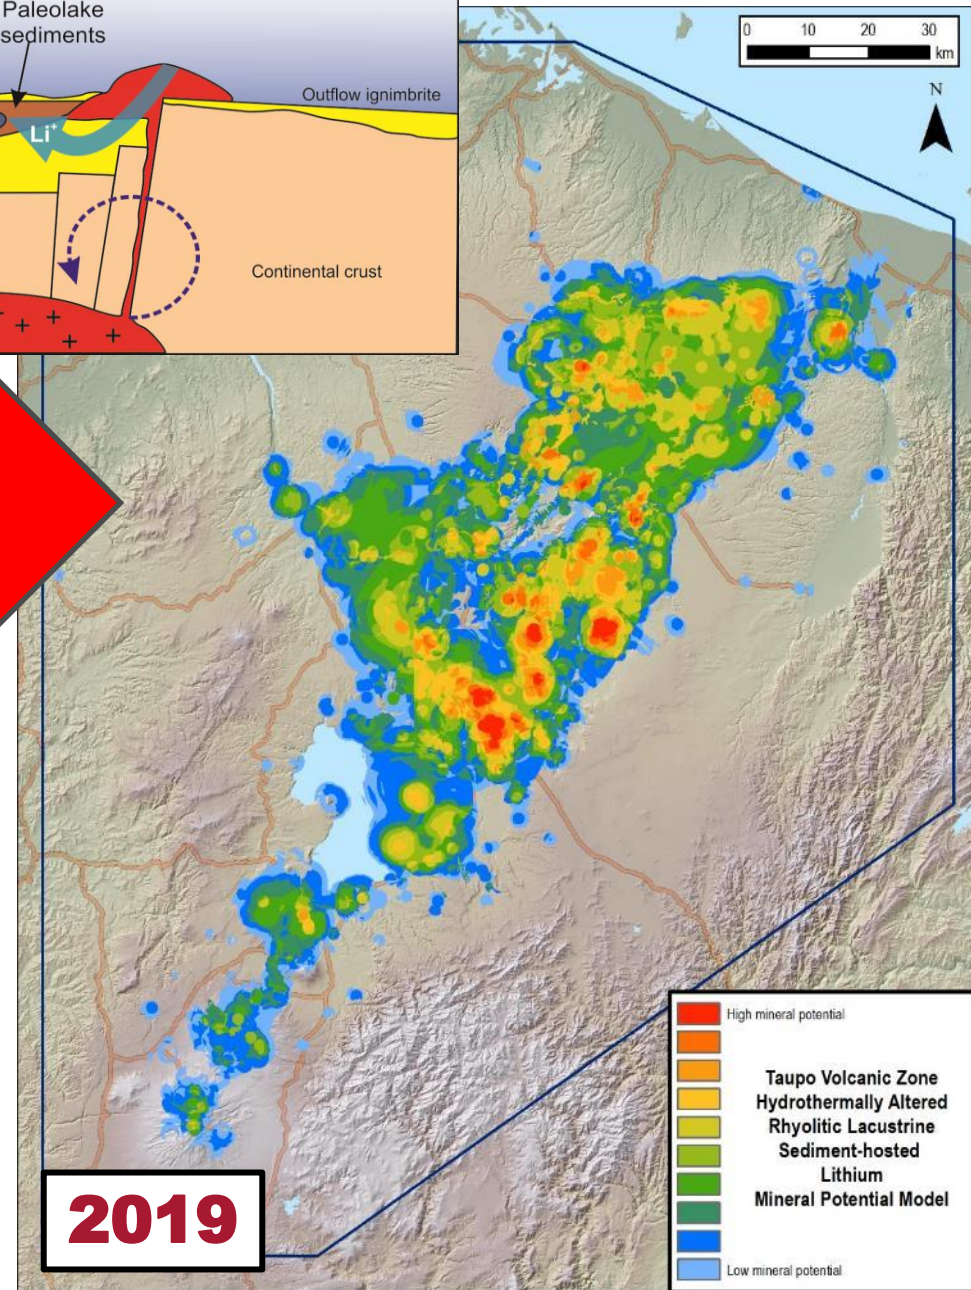 Paleolake
sediments
Outflow ignimbrite
Li⁺
Continental crust
+ + + + +
0 10 20 30
km
N
High mineral potential
Taupo Volcanic Zone
Hydrothermally Altered
Rhyolitic Lacustrine
Sediment-hosted
Lithium
Mineral Potential Model
Low mineral potential
2019